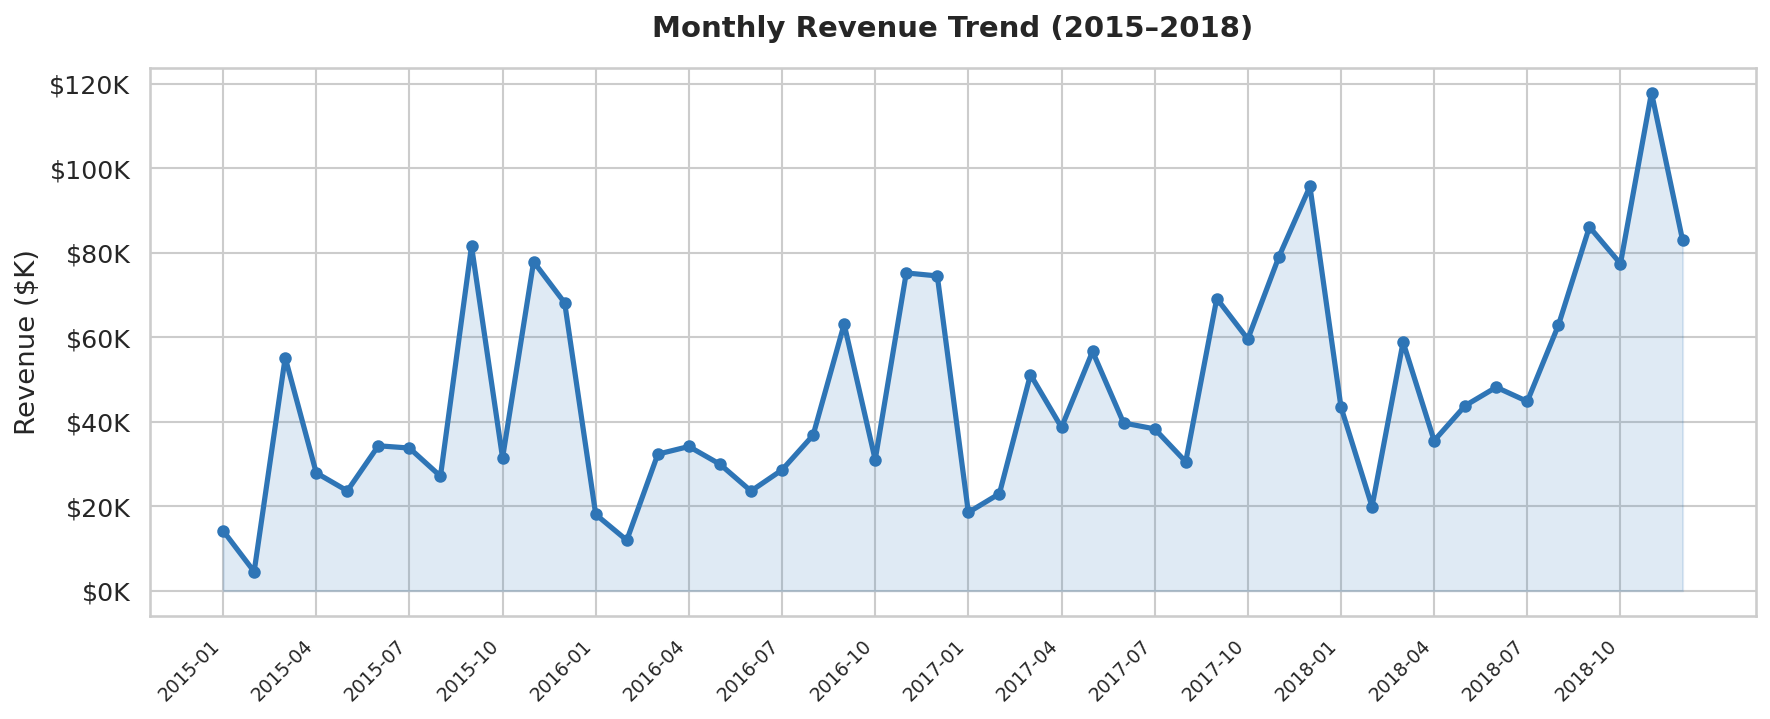 Monthly Revenue Trend (2015–2018)
Revenue ($K)
$120K
$100K
$80K
$60K
$40K
$20K
$0K
2015-01
2015-04
2015-07
2015-10
2016-01
2016-04
2016-07
2016-10
2017-01
2017-04
2017-07
2017-10
2018-01
2018-04
2018-07
2018-10